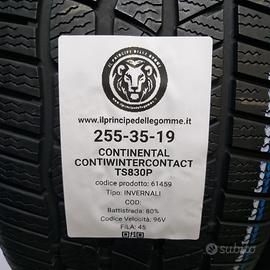 IL PRINCIPE DELLE GOMME
www.ilprincipedellegomme.it
255-35-19
CONTINENTAL
CONTIWINTERCONTACT
TS830P
codice prodotto: 61459
Tipo: INVERNALI
COD:
Battistrada: 80%
Codice Velocità: 96V
FILA: 45
subito